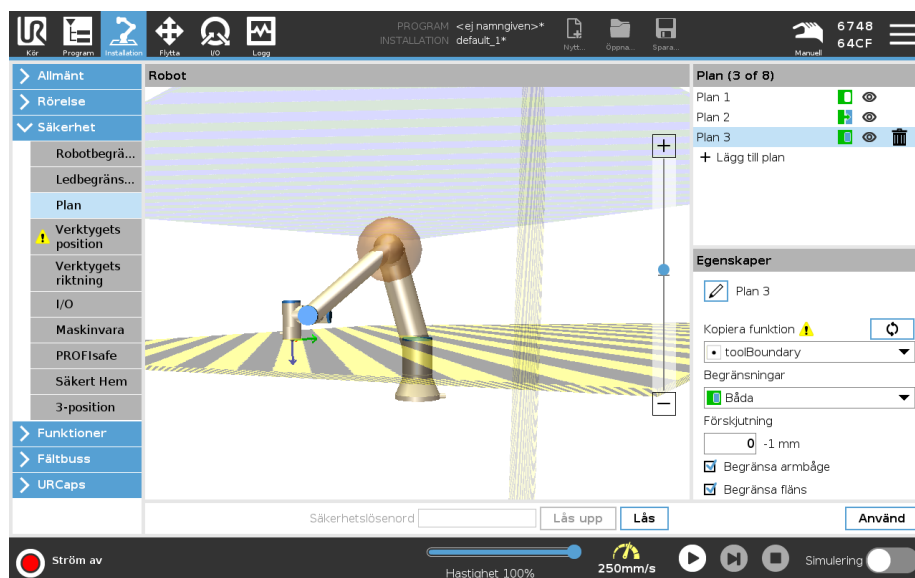 PROGRAM <ej namngiven>*
INSTALLATION default_1*
Kör Program Installation Flytta I/O Logg
Nytt... Öppna... Spara...
Manuell
6748
64CF
Allmänt
Rörelse
Säkerhet
Robotbegrä...
Ledbegräns...
Plan
Verktygets
position
Verktygets
riktning
I/O
Maskinvara
PROFIsafe
Säkert Hem
3-position
Funktioner
Fältbuss
URCaps
Robot
Plan (3 of 8)
Plan 1
Plan 2
Plan 3
+ Lägg till plan
Egenskaper
Plan 3
Kopiera funktion
toolBoundary
Begränsningar
Båda
Förskjutning
0 -1 mm
Begränsa armbåge
Begränsa fläns
Säkerhetslösenord Lås upp Lås Använd
Ström av
Hastighet 100%
250mm/s
Simulering